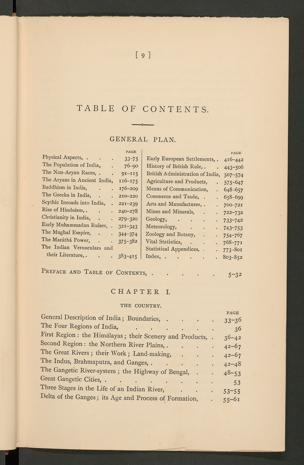 [ 9 ]
TABLE OF CONTENTS.
GENERAL PLAN.
PAGE
Physical Aspects, . . . 33-75
The Population of India, . 76-90
The Non-Aryan Races, . . 91-115
The Aryans in Ancient India, 116-175
Buddhism in India, . . 176-209
The Greeks in India, . . 210-220
Scythic Inroads into India, . 221-239
Rise of Hinduism, . . 240-278
Christianity in India, . . 279-320
Early Muhammadan Rulers, 321-343
The Mughal Empire, . . 344-374
The Maráthá Power, . . 375-382
The Indian Vernaculars and
their Literature, . . 383-415
PAGE
Early European Settlements, . 416-442
History of British Rule, . . 443-506
British Administration of India, 507-574
Agriculture and Products, . 575-647
Means of Communication, . 648-657
Commerce and Trade, . . 658-699
Arts and Manufactures, . . 700-721
Mines and Minerals, . . 722-732
Geology, . . . 733-742
Meteorology, . . . 743-753
Zoology and Botany, . . 754-767
Vital Statistics, . . . 768-771
Statistical Appendices, . . 773-801
Index, . . . . 803-852
PREFACE AND TABLE OF CONTENTS, . . . . . 5-32
CHAPTER I.
THE COUNTRY.
PAGE
General Description of India ; Boundaries, . . . . 33-36
The Four Regions of India, . . . . . 36
First Region : the Himálayas ; their Scenery and Products, . 36-42
Second Region : the Northern River Plains, . . . . 42-67
The Great Rivers ; their Work ; Land-making, . . . 42-67
The Indus, Brahmaputra, and Ganges, . . . . 42-48
The Gangetic River-system ; the Highway of Bengal, . . 48-53
Great Gangetic Cities, . . . . . . 53
Three Stages in the Life of an Indian River, . . . 53-55
Delta of the Ganges ; its Age and Process of Formation, . 55-61